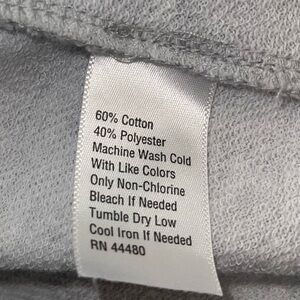 60% Cotton
40% Polyester
Machine Wash Cold
With Like Colors
Only Non-Chlorine
Bleach If Needed
Tumble Dry Low
Cool Iron If Needed
RN 44480